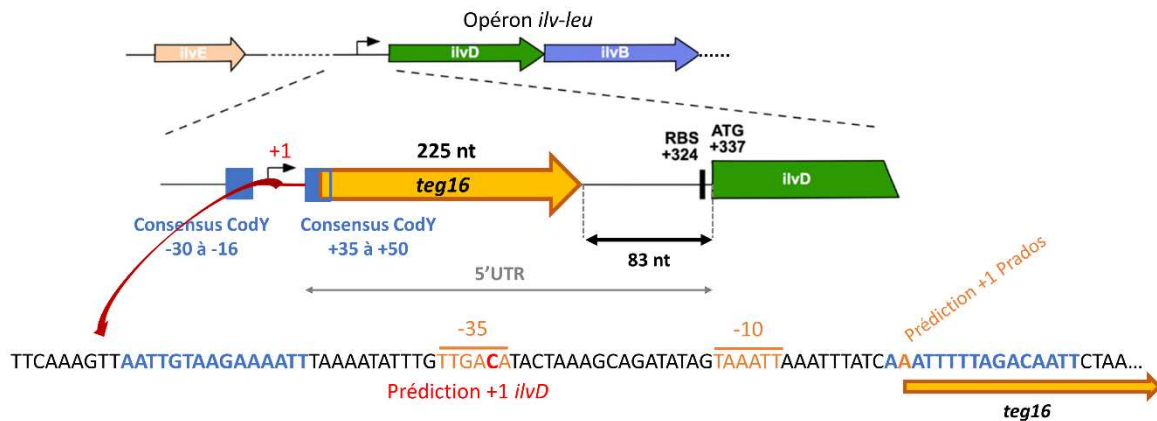 Opéron ilv-leu
ilvE
ilvD
ilvB
......
+1
225 nt
RBS
+324
ATG
+337
teg16
ilvD
Consensus CodY
-30 à -16
Consensus CodY
+35 à +50
83 nt
5'UTR
-35
-10
Prédiction +1 Prados
TTCAAAGTTAATTGTAAGAAAATTTAAAATATTTGTTGACATACTAAAGCAGATATAGTAAATTAAATTTATCAAATTTTTAGACAATTCTAA...
Prédiction +1 ilvD
teg16